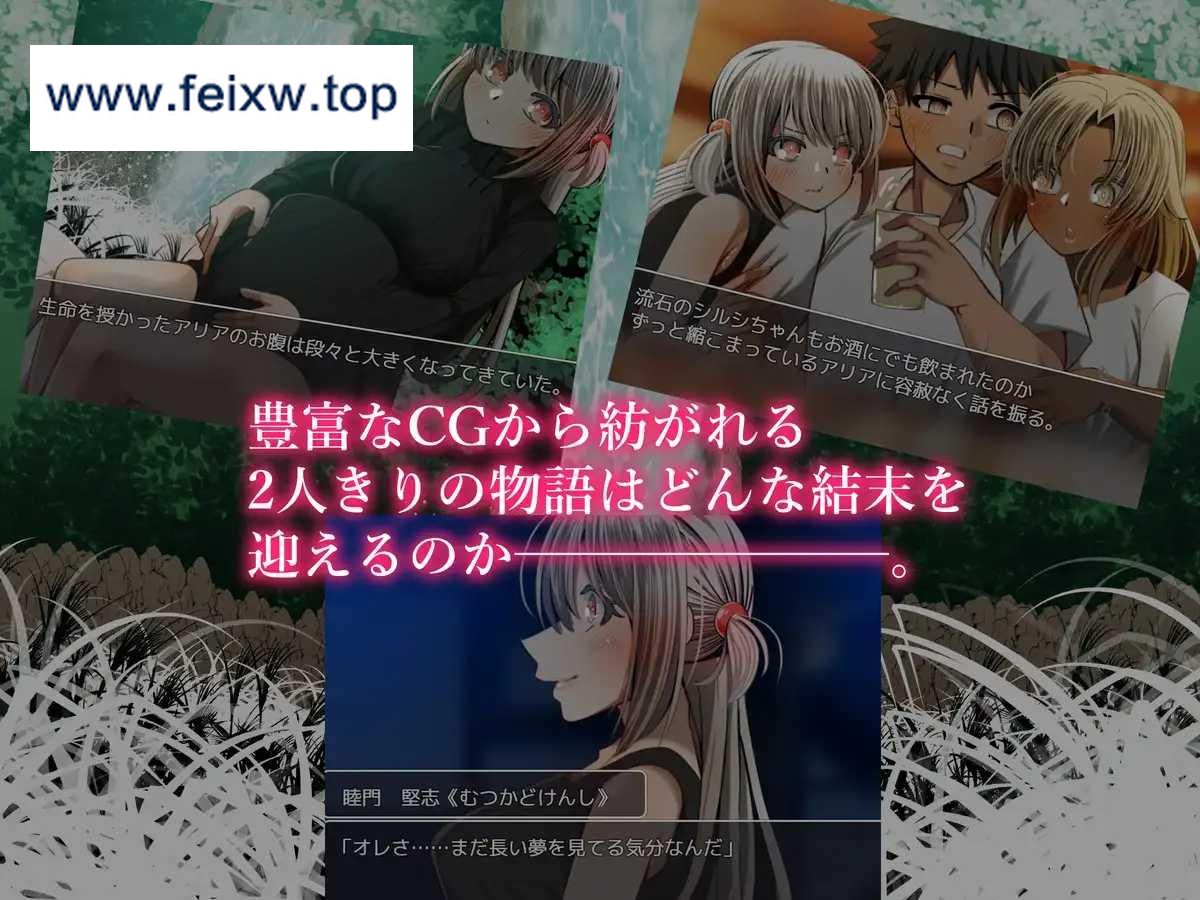 www.feixw.top
生命を授かったアリアのお腹は段々と大きくなってきていた。
流石のシルシちゃんもお酒にでも飲まれたのか
ずっと縮こまっているアリアに容赦なく話を振る。
豊富なCGから紡がれる
2人きりの物語はどんな結末を
迎えるのか――――――。
睦門 堅志《むつかどけんし》
「オレさ……まだ長い夢を見てる気分なんだ」